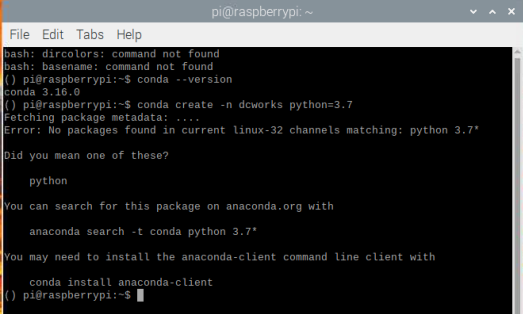 pi@raspberrypi: ~
File Edit Tabs Help
bash: dircolors: command not found
bash: basename: command not found
() pi@raspberrypi:~$ conda --version
conda 3.16.0
() pi@raspberrypi:~$ conda create -n dcworks python=3.7
Fetching package metadata: ....
Error: No packages found in current linux-32 channels matching: python 3.7*
Did you mean one of these?
python
You can search for this package on anaconda.org with
anaconda search -t conda python 3.7*
You may need to install the anaconda-client command line client with
conda install anaconda-client
() pi@raspberrypi:~$